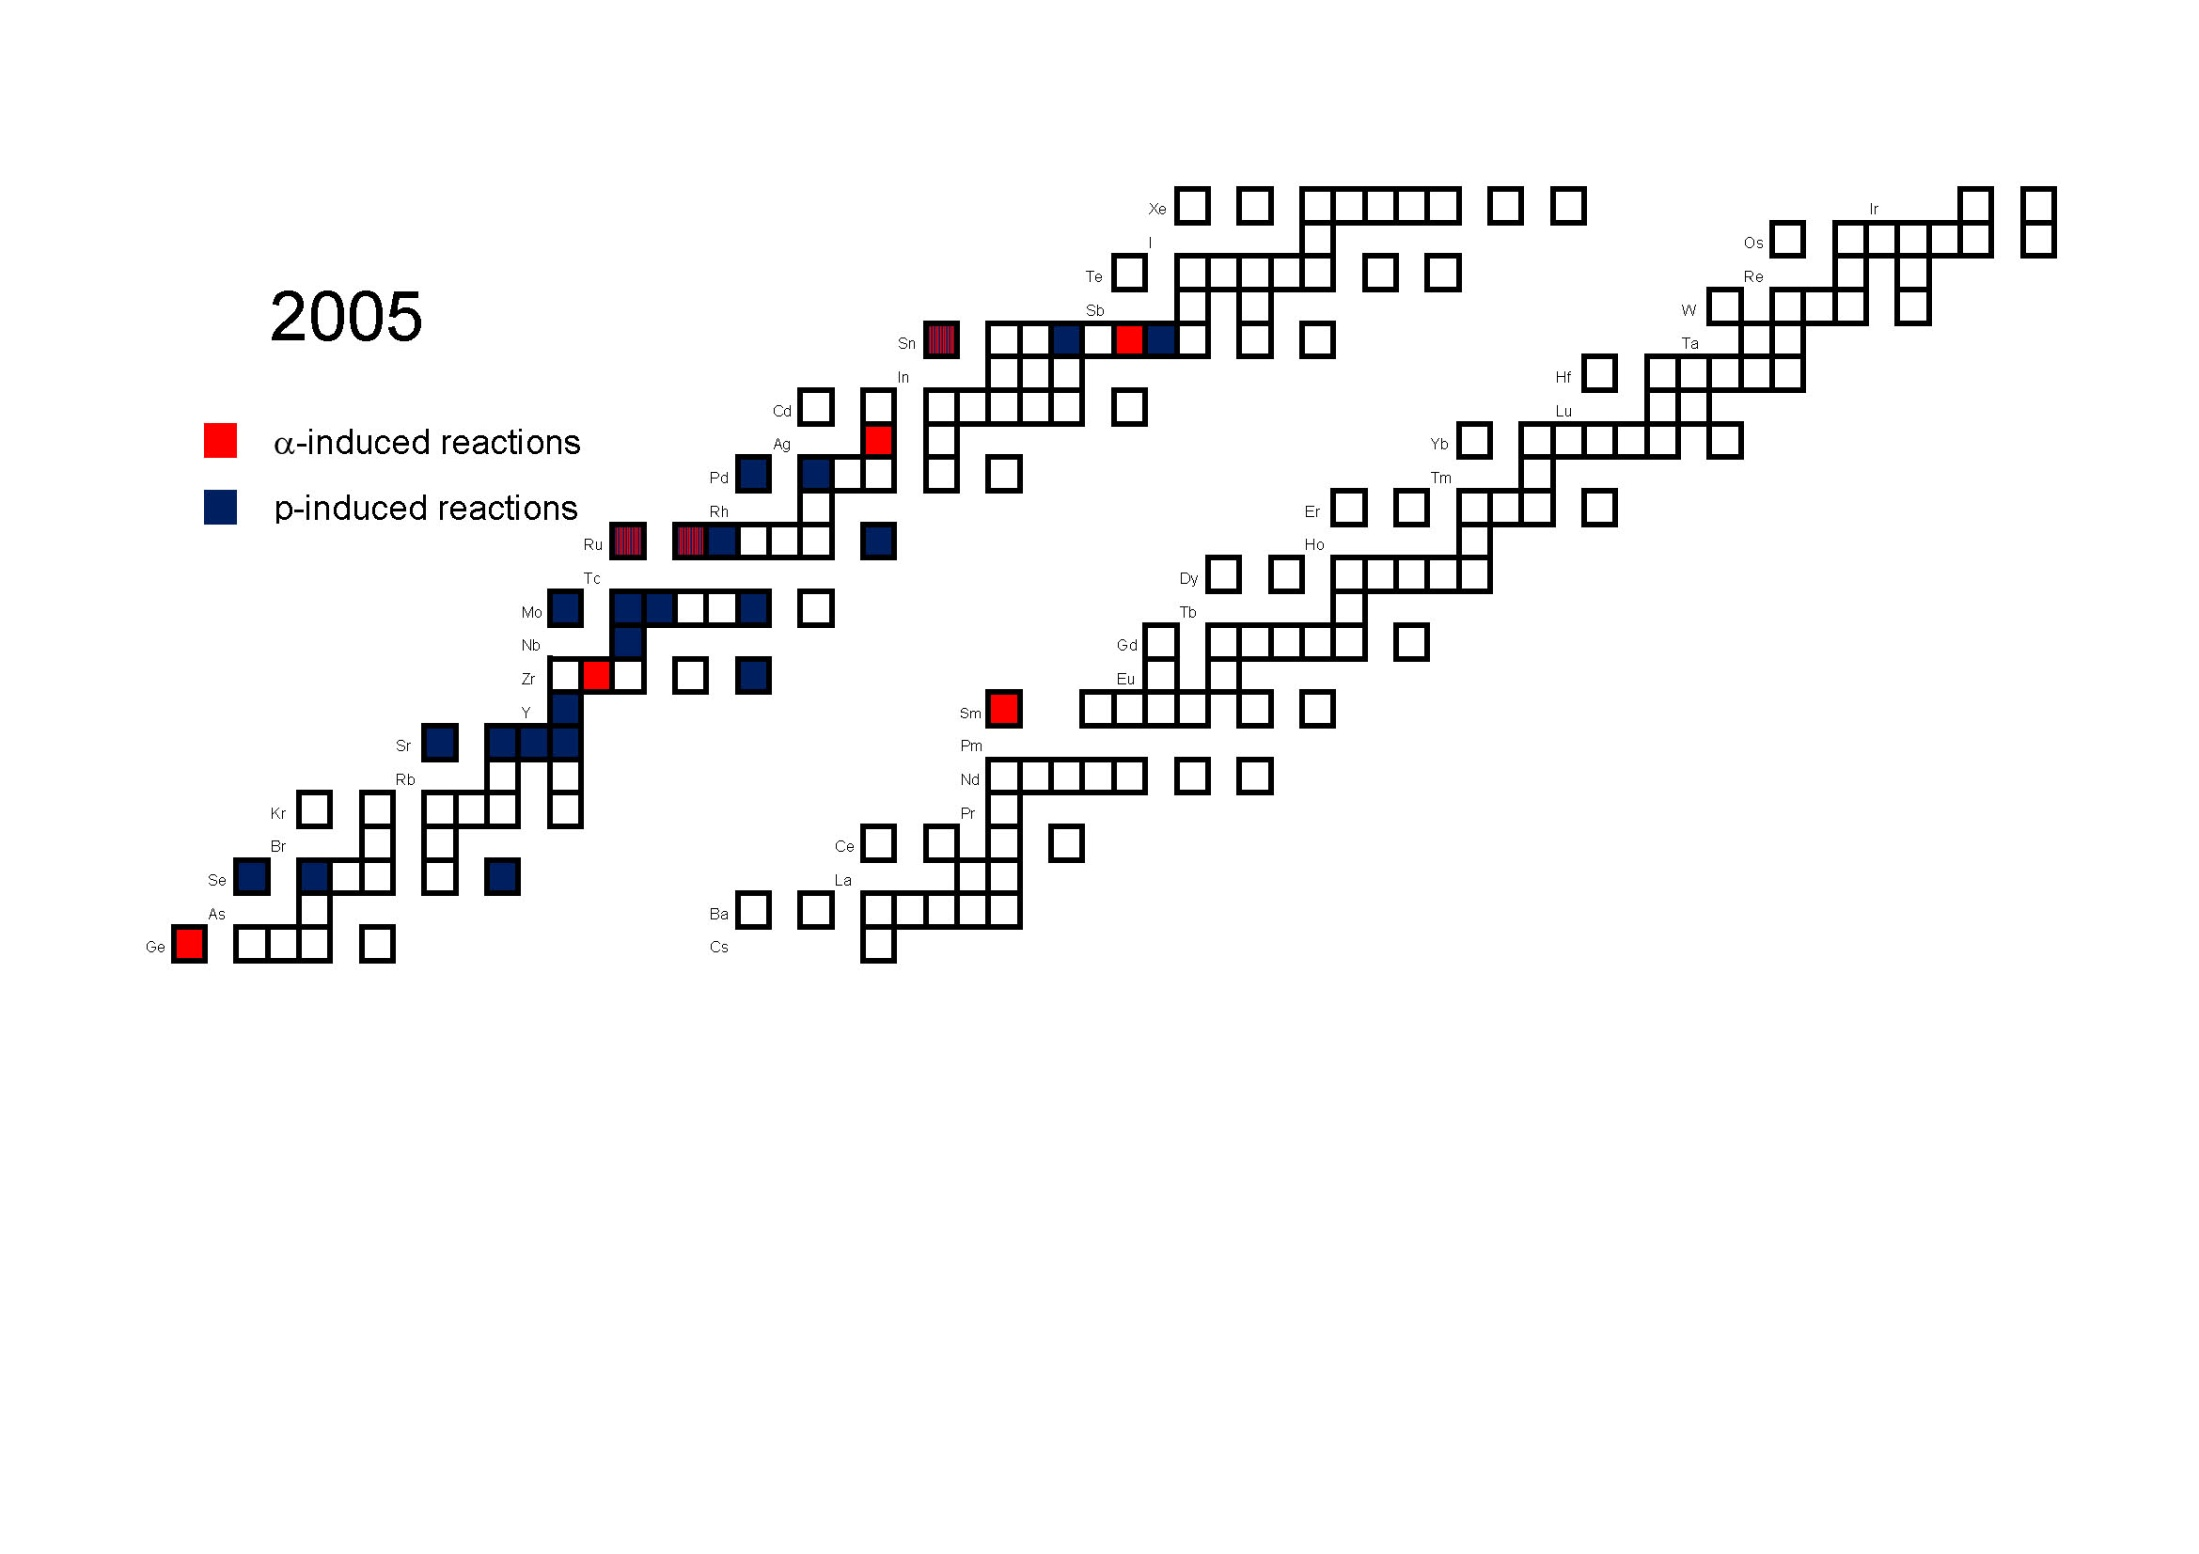 Xe
Ir
I
Os
Te
Re
2005
Sb
W
Sn
Ta
In
Hf
Cd
Lu
α-induced reactions
Ag
Yb
Pd
Tm
p-induced reactions
Rh
Er
Ru
Ho
Tc
Dy
Mo
Tb
Nb
Gd
Zr
Eu
Y
Sm
Sr
Pm
Rb
Nd
Kr
Pr
Br
Ce
Se
La
As
Ba
Ge
Cs